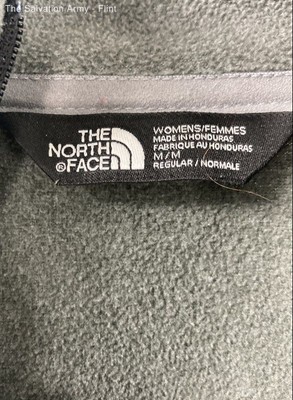 The Salvation Army - Flint
THE
NORTH
®FACE
WOMENS/FEMMES
MADE IN HONDURAS
FABRIQUE AU HONDURAS
M/M
REGULAR / NORMALE